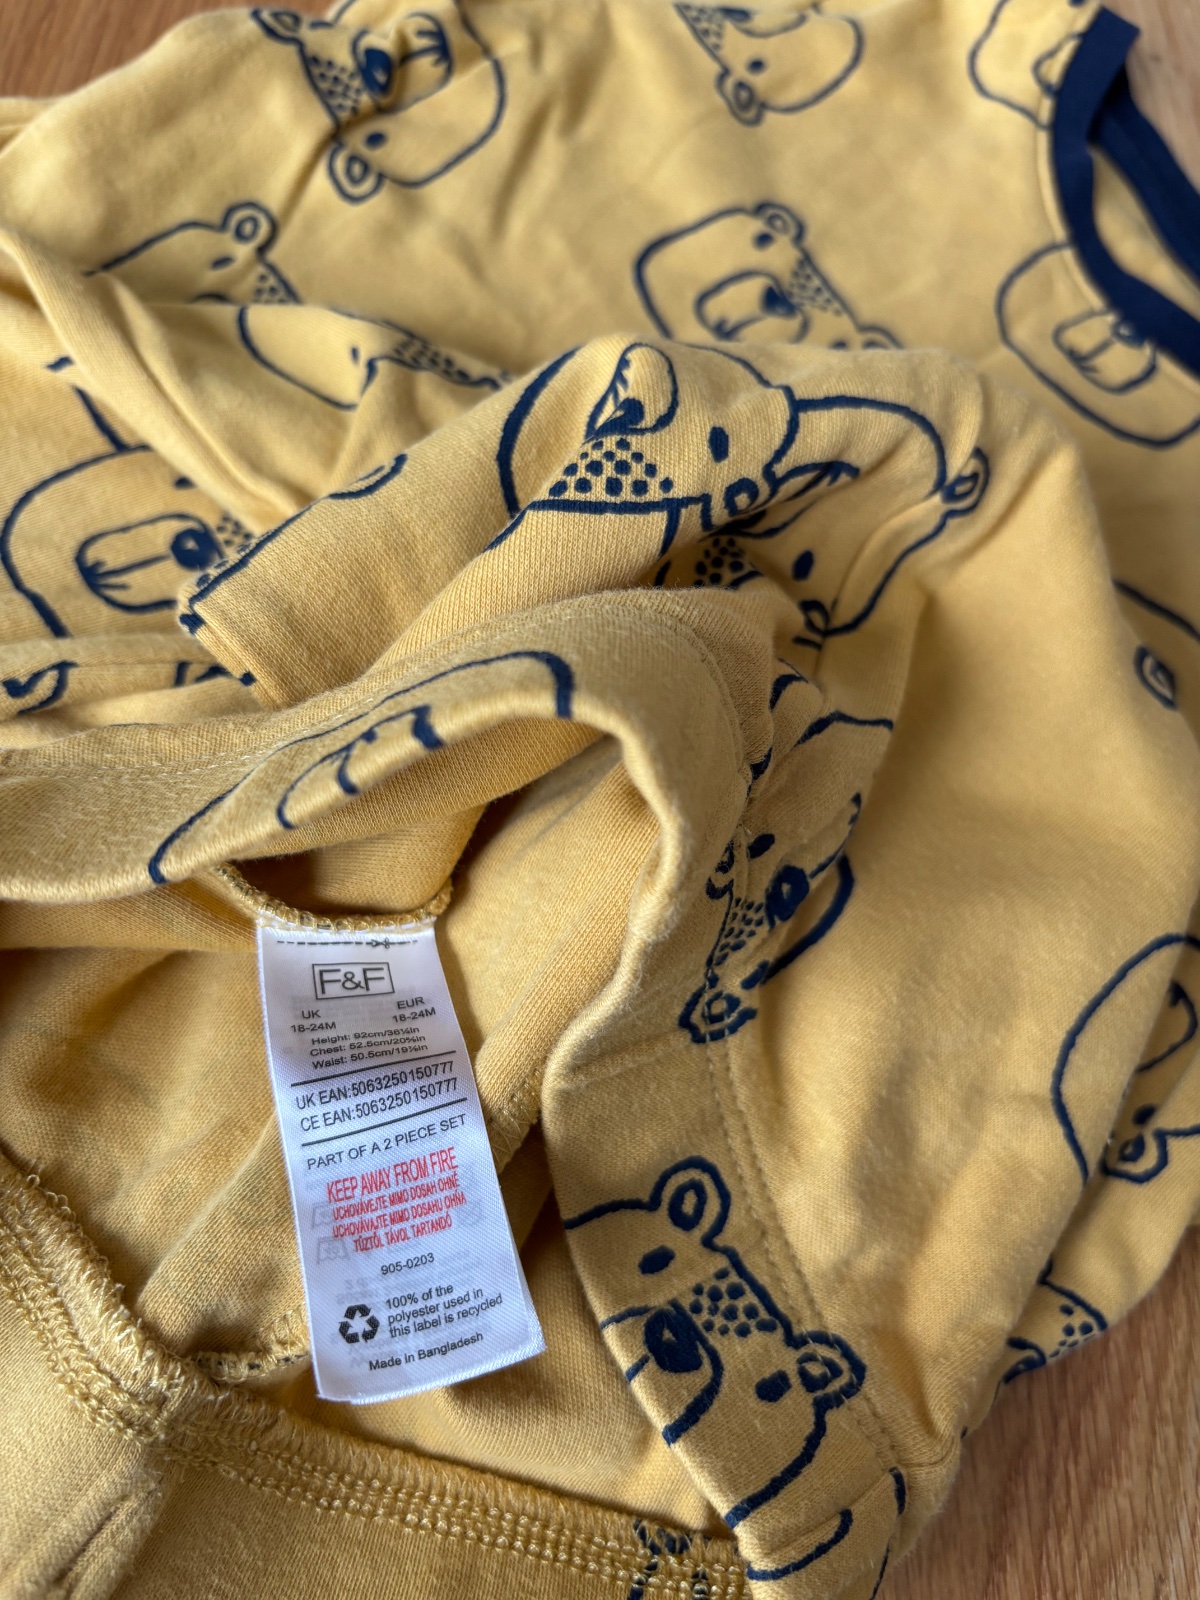 F&F
UK EUR
18-24M 18-24M
Height: 92cm/36¼in
Chest: 52.5cm/20¾in
Waist: 50.5cm/19¾in
UK EAN:5063250150777
CE EAN:5063250150777
PART OF A 2 PIECE SET
KEEP AWAY FROM FIRE
UCHOVÁVEJTE MIMO DOSAH OHNĚ
UCHOVÁVAJTE MIMO DOSAHU OHŇA
TŰZTŐL TÁVOL TARTANDÓ
905-0203
100% of the
polyester used in
this label is recycled
Made in Bangladesh